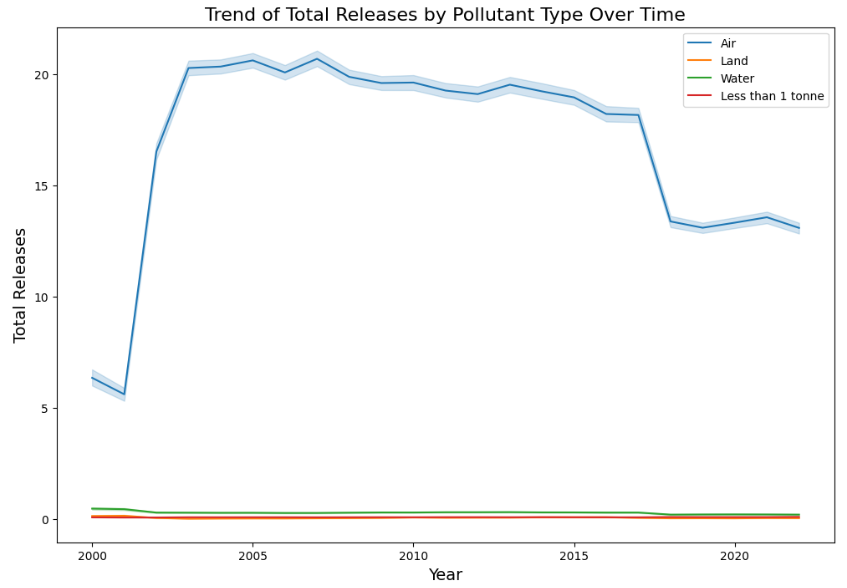 Trend of Total Releases by Pollutant Type Over Time
Air
Land
Water
Less than 1 tonne
Total Releases
20
15
10
5
0
2000
2005
2010
2015
2020
Year